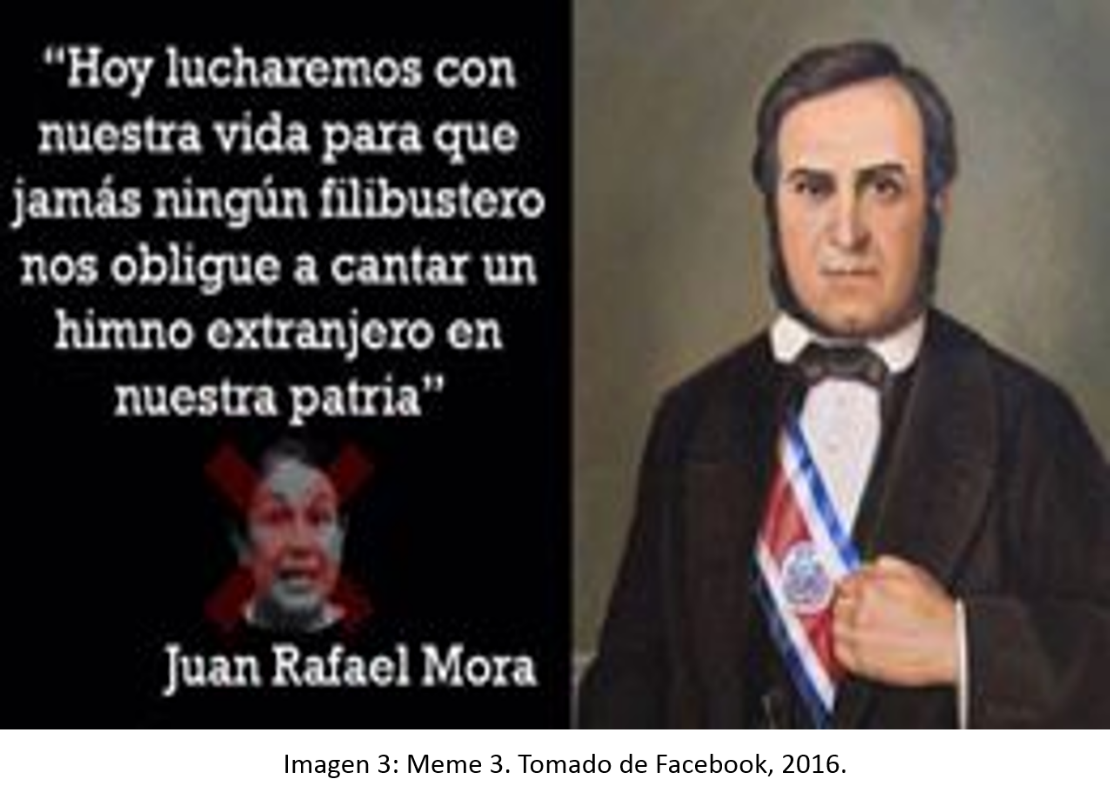 “Hoy lucharemos con
nuestra vida para que
jamás ningún filibustero
nos obligue a cantar un
himno extranjero en
nuestra patria”
Juan Rafael Mora
Imagen 3: Meme 3. Tomado de Facebook, 2016.